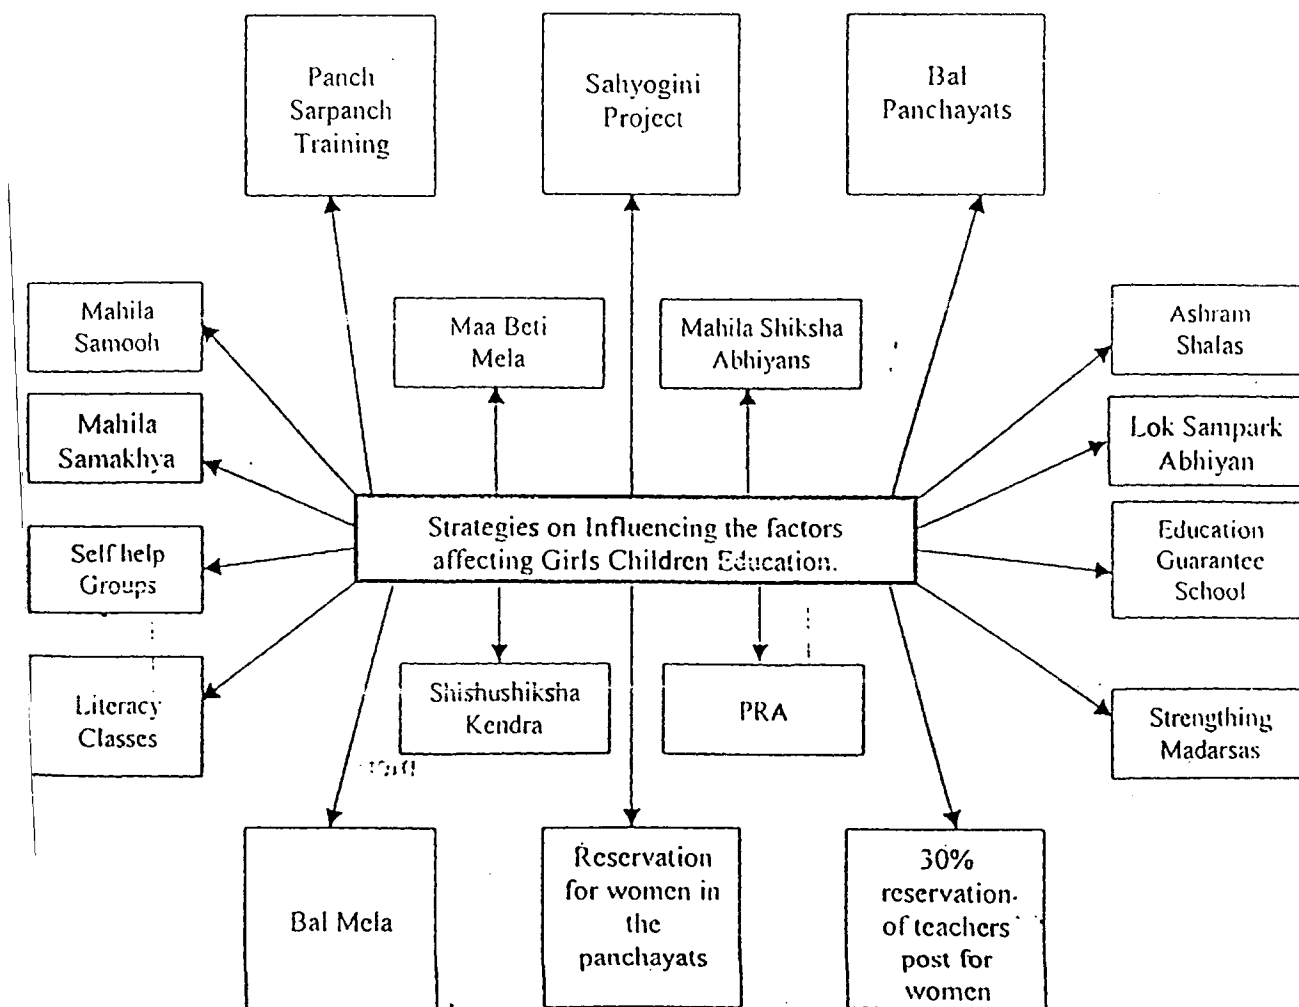 Panch
Sarpanch
Training
Sahyogini
Project
Bal
Panchayats
Mahila
Samooh
Maa Beti
Mela
Mahila Shiksha
Abhiyans
Ashram
Shalas
Mahila
Samakhya
Lok Sampark
Abhiyan
Strategies on Influencing the factors
affecting Girls Children Education.
Self help
Groups
Education
Guarantee
School
Literacy
Classes
Shishushiksha
Kendra
PRA
Strengthing
Madarsas
Bal Mela
Reservation
for women in
the
panchayats
30%
reservation
of teachers
post for
women